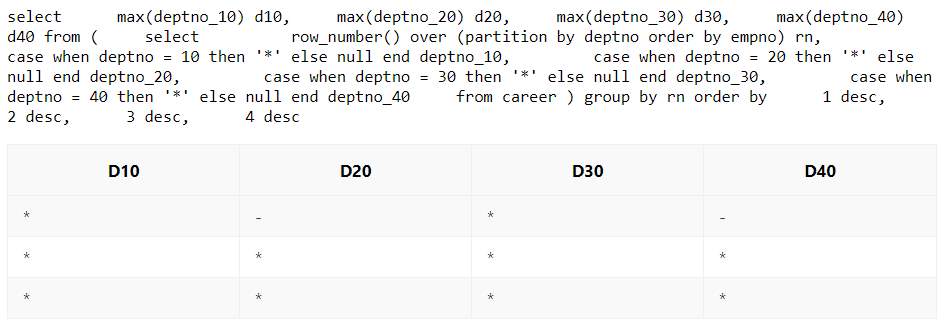 select      max(deptno_10) d10,     max(deptno_20) d20,     max(deptno_30) d30,     max(deptno_40)
d40 from (     select          row_number() over (partition by deptno order by empno) rn,
case when deptno = 10 then '*' else null end deptno_10,         case when deptno = 20 then '*' else
null end deptno_20,         case when deptno = 30 then '*' else null end deptno_30,         case when
deptno = 40 then '*' else null end deptno_40     from career ) group by rn order by      1 desc,
2 desc,      3 desc,      4 desc
D10 D20 D30 D40
* - * -
* * * *
* * * *